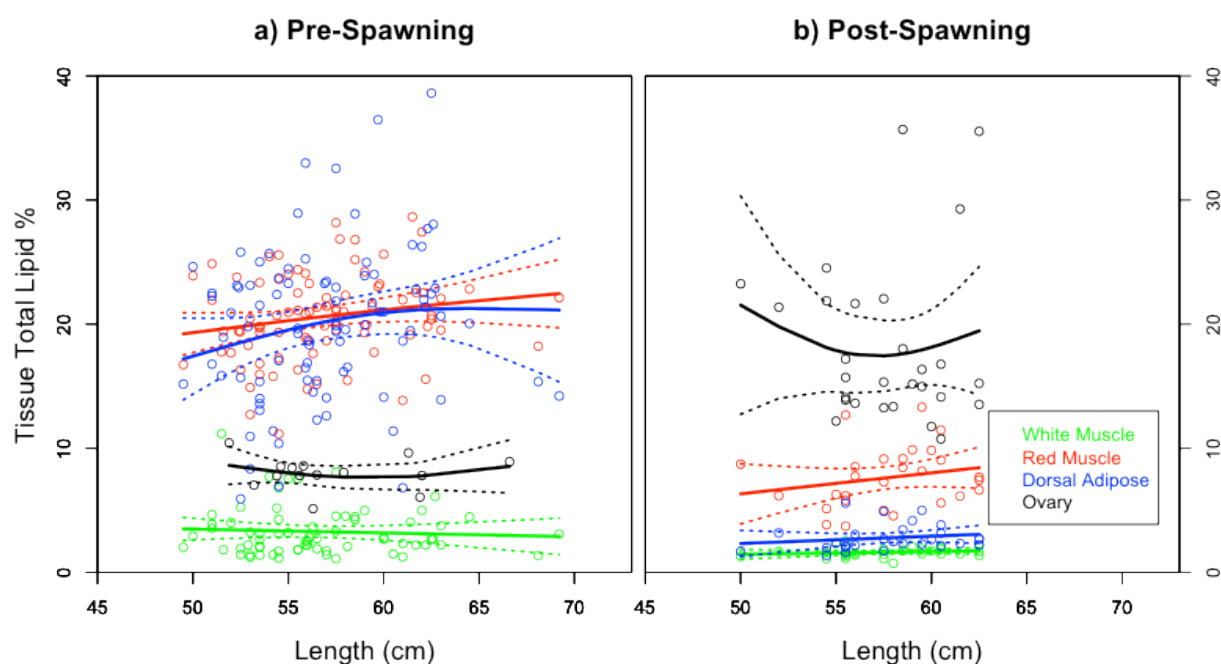 a) Pre-Spawning
b) Post-Spawning
Tissue Total Lipid %
40
30
20
10
0
45 50 55 60 65 70
Length (cm)
45 50 55 60 65 70
Length (cm)
40
30
20
10
0
White Muscle
Red Muscle
Dorsal Adipose
Ovary